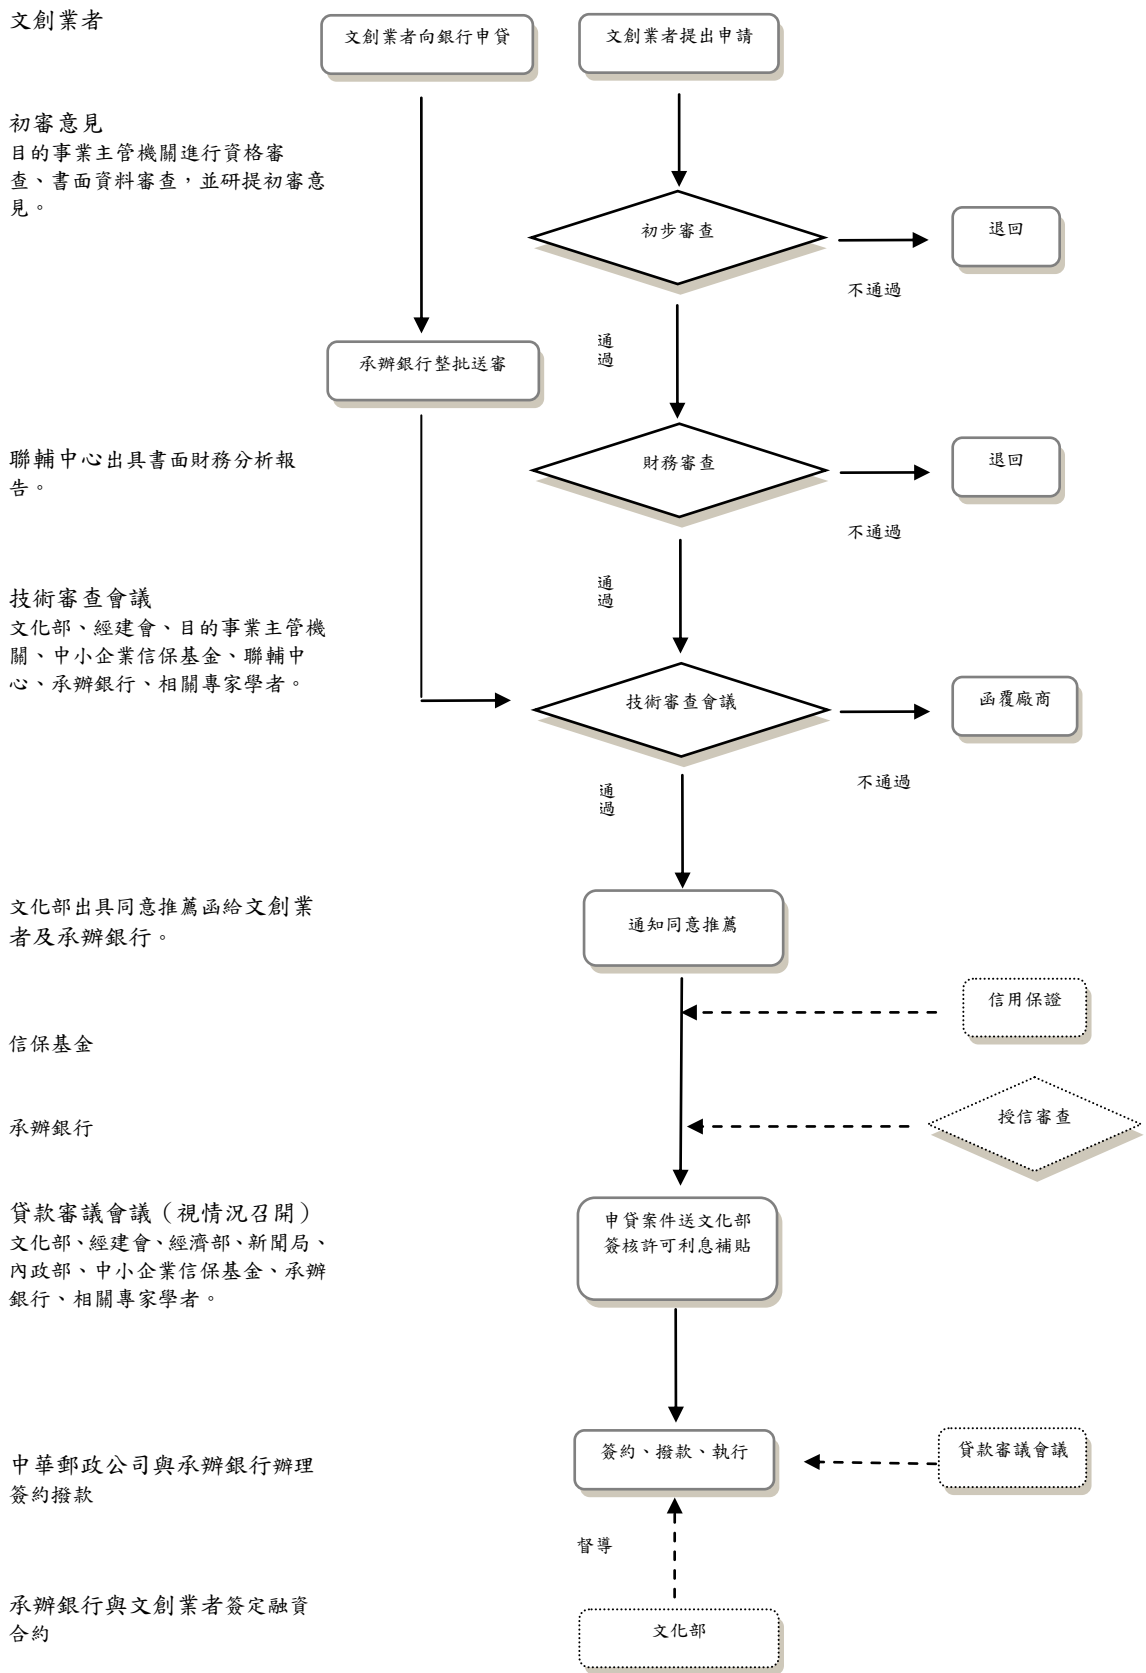 文創業者
文創業者向銀行申貸
文創業者提出申請
初審意見
目的事業主管機關進行資格審
查、書面資料審查，並研提初審意
見。
初步審查
退回
不通過
通
過
承辦銀行整批送審
聯輔中心出具書面財務分析報
告。
財務審查
退回
不通過
通
過
技術審查會議
文化部、經建會、目的事業主管機
關、中小企業信保基金、聯輔中
心、承辦銀行、相關專家學者。
技術審查會議
函覆廠商
不通過
通
過
文化部出具同意推薦函給文創業
者及承辦銀行。
通知同意推薦
信用保證
信保基金
承辦銀行
授信審查
貸款審議會議（視情況召開）
文化部、經建會、經濟部、新聞局、
內政部、中小企業信保基金、承辦
銀行、相關專家學者。
申貸案件送文化部
簽核許可利息補貼
中華郵政公司與承辦銀行辦理
簽約撥款
簽約、撥款、執行
貸款審議會議
督導
承辦銀行與文創業者簽定融資
合約
文化部